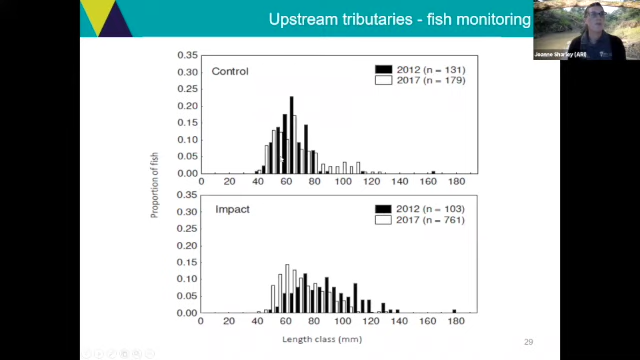 Upstream tributaries - fish monitoring
Jeanne Sharley (ARI)
0.35
0.30
0.25
0.20
0.15
0.10
0.05
0.00
Control
2012 (n = 131)
2017 (n = 179)
0 20 40 60 80 100 120 140 160 180
Proportion of fish
0.35
0.30
0.25
0.20
0.15
0.10
0.05
0.00
Impact
2012 (n = 103)
2017 (n = 761)
0 20 40 60 80 100 120 140 160 180
Length class (mm)
29